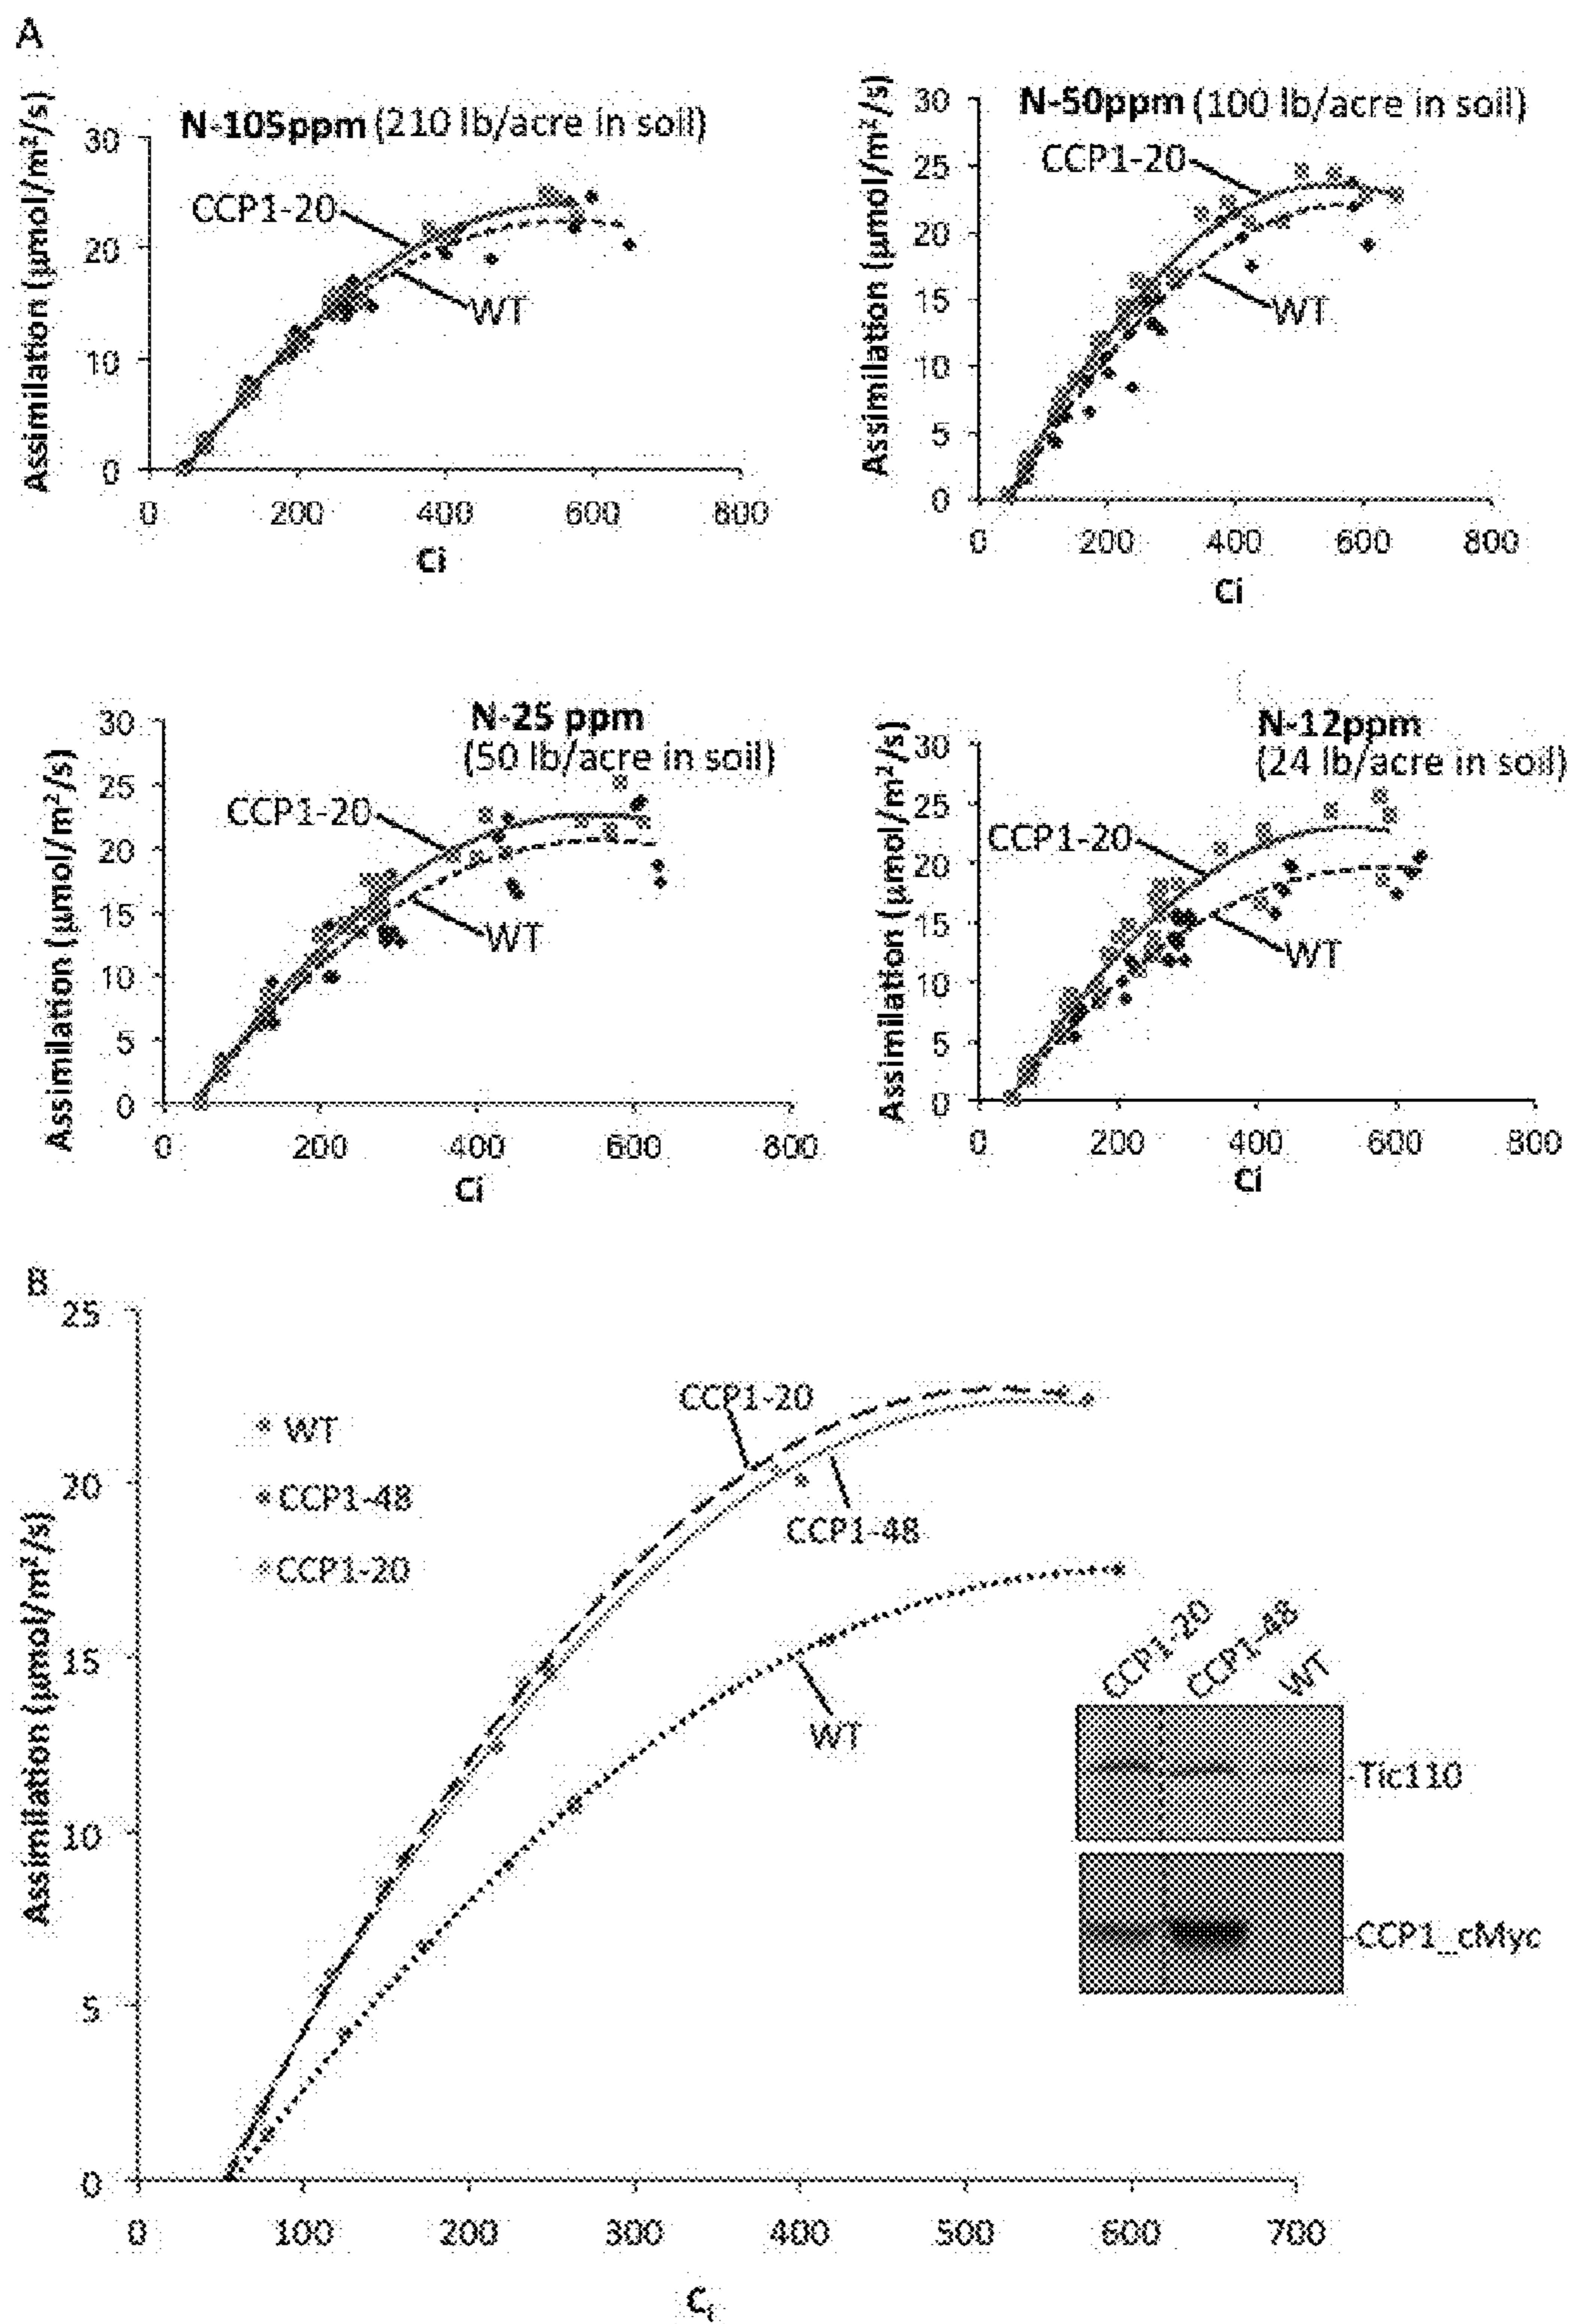 A
N-105ppm (210 lb/acre in soil)
Assimilation (µmol/m²/s)
30
20
10
0
CCP1-20
WT
0 200 400 600 800
Ci
N-50ppm (100 lb/acre in soil)
Assimilation (µmol/m²/s)
30
25
20
15
10
5
0
CCP1-20
WT
0 200 400 600 800
Ci
N-25 ppm
(50 lb/acre in soil)
Assimilation (µmol/m²/s)
30
25
20
15
10
5
0
CCP1-20
WT
0 200 400 600 800
Ci
N-12ppm
(24 lb/acre in soil)
Assimilation (µmol/m²/s)
30
25
20
15
10
5
0
CCP1-20
WT
0 200 400 600 800
Ci
B
Assimilation (µmol/m²/s)
25
20
15
10
5
0
WT
CCP1-48
CCP1-20
CCP1-20
CCP1-48
WT
CCP1-20 CCP1-48 WT
-Tic110
-CCP1_cMyc
0 100 200 300 400 500 600 700
Ci